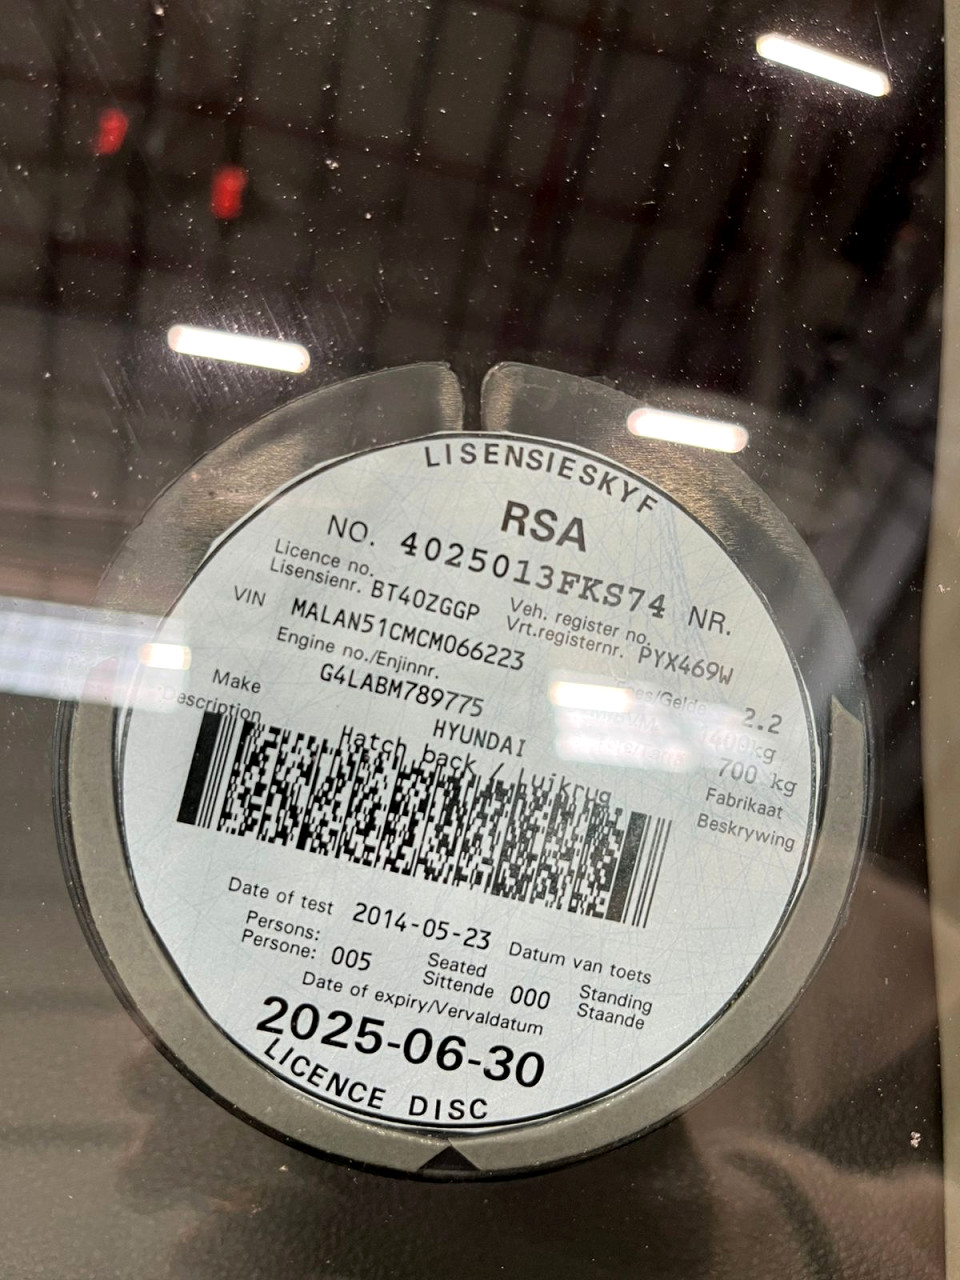 LISENSIESKYF
RSA
NO. 4025013FKS74 NR.
Licence no. Lisensienr. BT40ZGGP Veh. register no. Vrt.registernr. PYX469W
VIN MALAN51CMCM066223
Engine no./Enjinnr.
G4LABM789775
2.2
kg
700 kg
Make HYUNDAI Fabrikaat
Description Hatch back / Luikrug Beskrywing
Date of test 2014-05-23 Datum van toets
Persons: Persone: 005 Seated Sittende 000 Standing Staande
Date of expiry/Vervaldatum
2025-06-30
LICENCE DISC